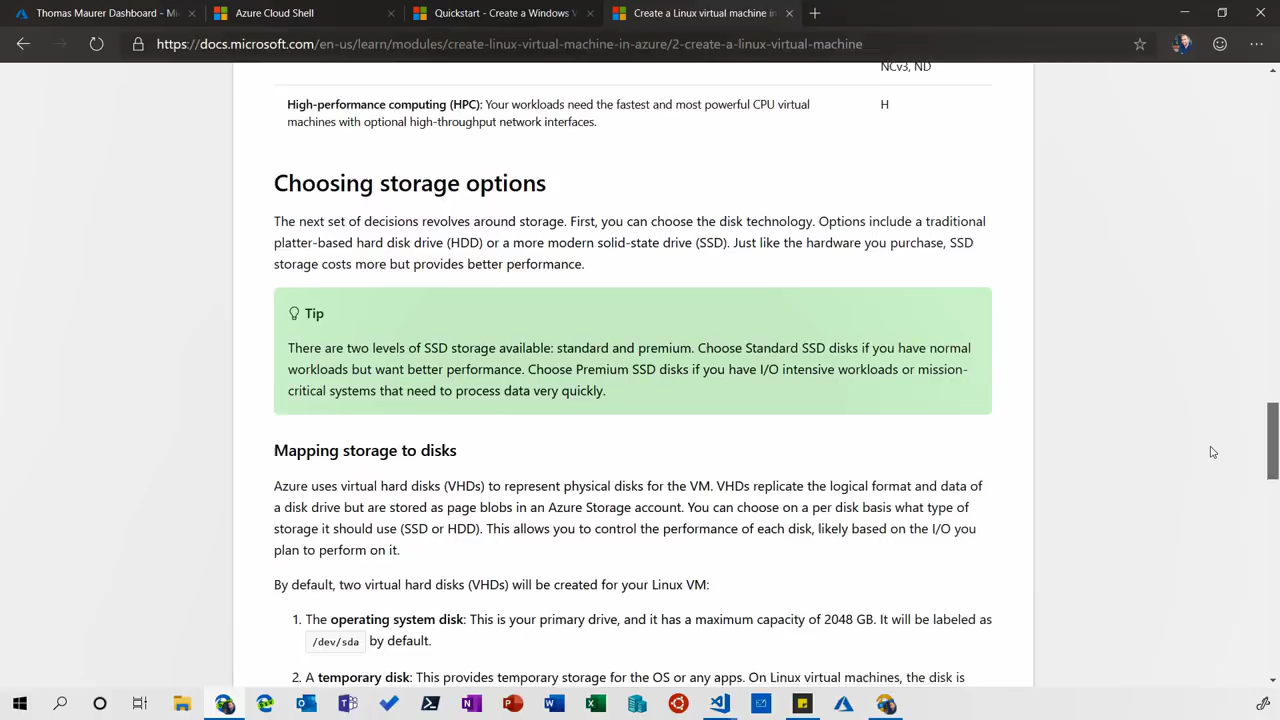 Thomas Maurer Dashboard - Mic
Azure Cloud Shell
Quickstart - Create a Windows V
Create a Linux virtual machine in
https://docs.microsoft.com/en-us/learn/modules/create-linux-virtual-machine-in-azure/2-create-a-linux-virtual-machine
NCv3, ND
High-performance computing (HPC): Your workloads need the fastest and most powerful CPU virtual H
machines with optional high-throughput network interfaces.
Choosing storage options
The next set of decisions revolves around storage. First, you can choose the disk technology. Options include a traditional
platter-based hard disk drive (HDD) or a more modern solid-state drive (SSD). Just like the hardware you purchase, SSD
storage costs more but provides better performance.
Tip
There are two levels of SSD storage available: standard and premium. Choose Standard SSD disks if you have normal
workloads but want better performance. Choose Premium SSD disks if you have I/O intensive workloads or mission-
critical systems that need to process data very quickly.
Mapping storage to disks
Azure uses virtual hard disks (VHDs) to represent physical disks for the VM. VHDs replicate the logical format and data of
a disk drive but are stored as page blobs in an Azure Storage account. You can choose on a per disk basis what type of
storage it should use (SSD or HDD). This allows you to control the performance of each disk, likely based on the I/O you
plan to perform on it.
By default, two virtual hard disks (VHDs) will be created for your Linux VM:
1. The operating system disk: This is your primary drive, and it has a maximum capacity of 2048 GB. It will be labeled as
/dev/sda by default.
2. A temporary disk: This provides temporary storage for the OS or any apps. On Linux virtual machines, the disk is